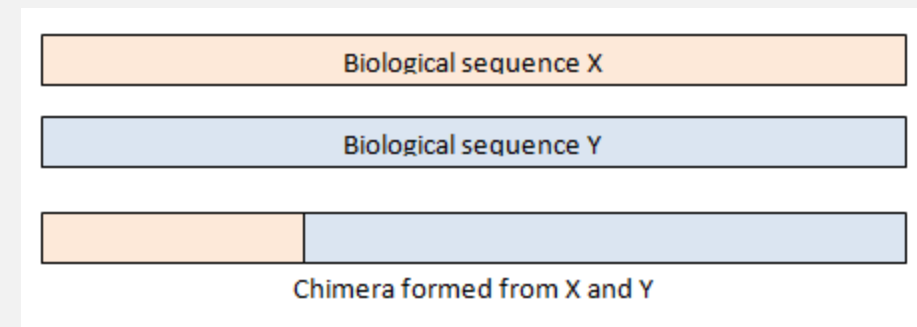 Biological sequence X
Biological sequence Y
Chimera formed from X and Y